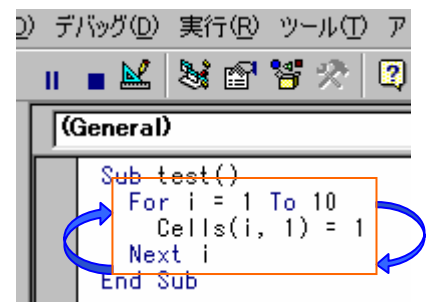 ) デバッグ(D) 実行(R) ツール(T) ア
(General)
Sub test()
For i = 1 To 10
Cells(i, 1) = 1
Next i
End Sub